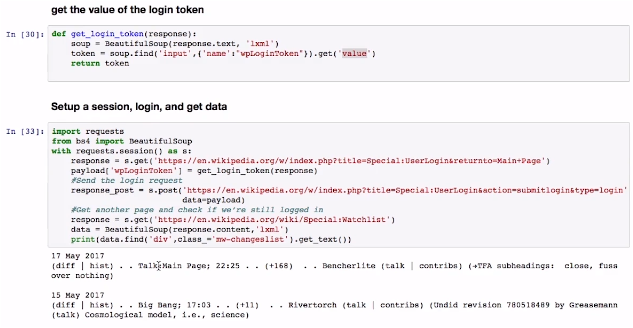 get the value of the login token
In [30]: def get_login_token(response):
soup = BeautifulSoup(response.text, 'lxml')
token = soup.find('input',{'name':"wpLoginToken"}).get('value')
return token
Setup a session, login, and get data
In [33]: import requests
from bs4 import BeautifulSoup
with requests.session() as s:
response = s.get('https://en.wikipedia.org/w/index.php?title=Special:UserLogin&returnto=Main+Page')
payload['wpLoginToken'] = get_login_token(response)
#Send the login request
response_post = s.post('https://en.wikipedia.org/w/index.php?title=Special:UserLogin&action=submitlogin&type=login'
data=payload)
#Get another page and check if we're still logged in
response = s.get('https://en.wikipedia.org/wiki/Special:Watchlist')
data = BeautifulSoup(response.content,'lxml')
print(data.find('div',class_='mw-changeslist').get_text())
17 May 2017
(diff | hist) . . Talk:Main Page; 22:25 . . (+168) . . Bencherlite (talk | contribs) (→TFA subheadings: close, fuss
over nothing)
15 May 2017
(diff | hist) . . Big Bang; 17:03 . . (+11) . . Rivertorch (talk | contribs) (Undid revision 780518489 by Greasemann
(talk) Cosmological model, i.e., science)